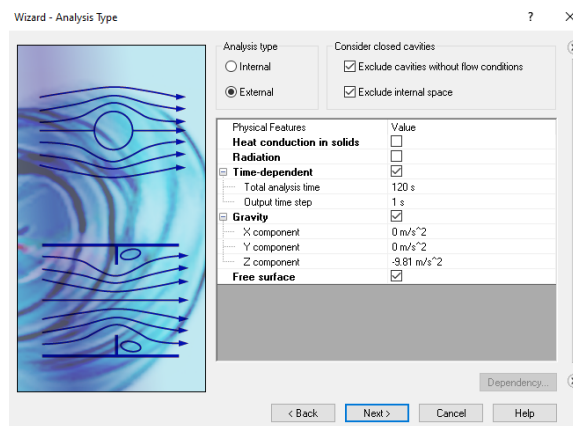 Wizard - Analysis Type
?
Analysis type
Internal
External
Consider closed cavities
Exclude cavities without flow conditions
Exclude internal space
Physical Features Value
Heat conduction in solids
Radiation
Time-dependent
Total analysis time 120 s
Output time step 1 s
Gravity
X component 0 m/s^2
Y component 0 m/s^2
Z component -9.81 m/s^2
Free surface
Dependency...
< Back Next > Cancel Help